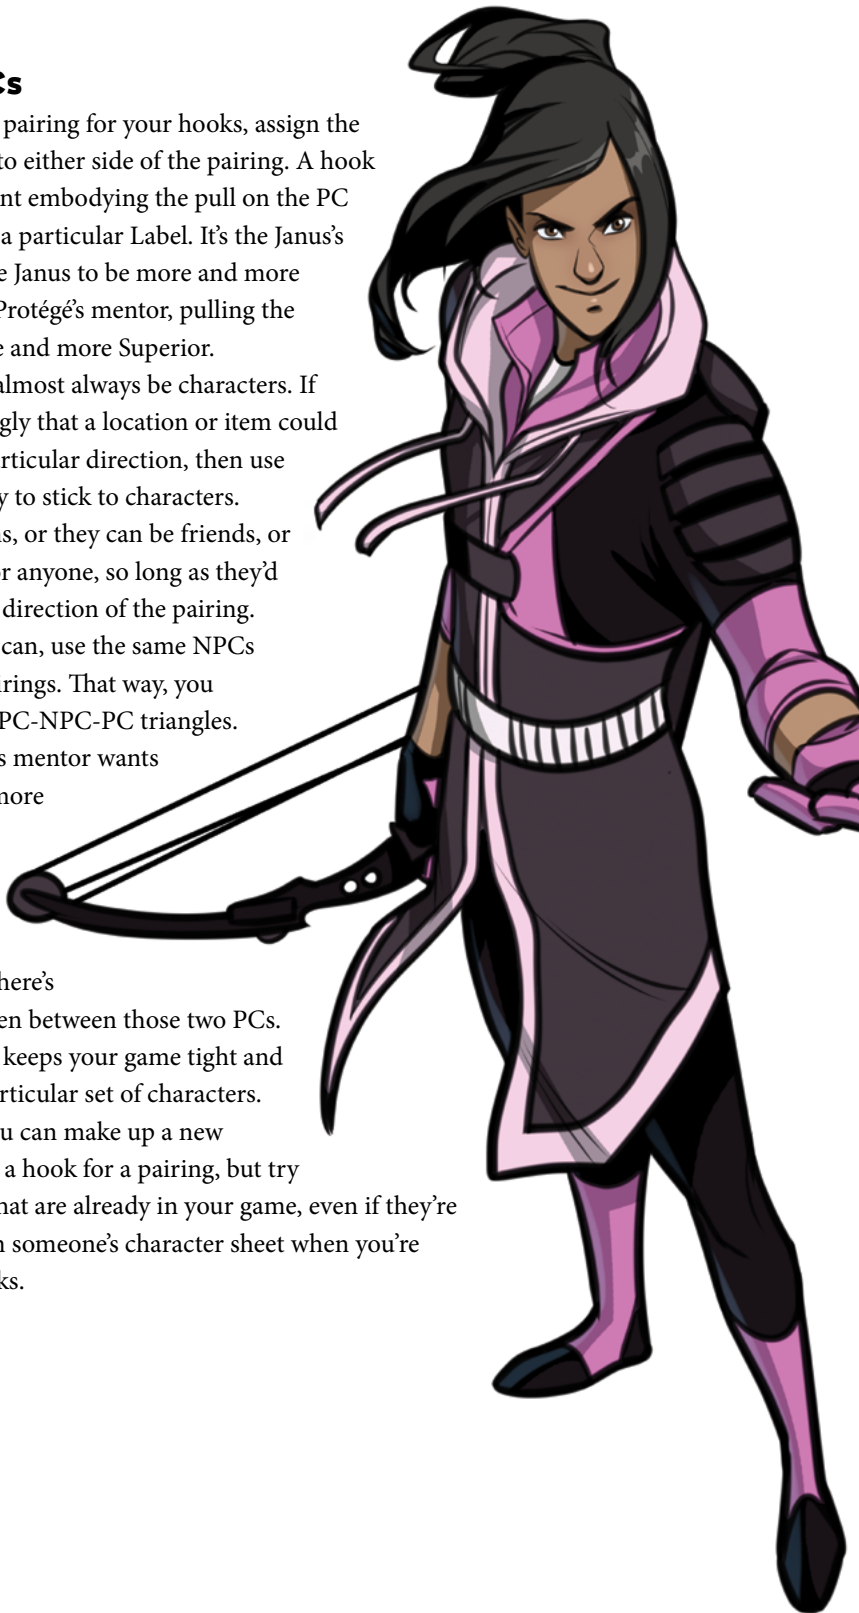 Cs
pairing for your hooks, assign the
to either side of the pairing. A hook
nt embodying the pull on the PC
a particular Label. It’s the Janus’s
e Janus to be more and more
Protégé’s mentor, pulling the
e and more Superior.
almost always be characters. If
gly that a location or item could
rticular direction, then use
y to stick to characters.
ns, or they can be friends, or
or anyone, so long as they’d
direction of the pairing.
can, use the same NPCs
irings. That way, you
PC-NPC-PC triangles.
s mentor wants
more
here’s
en between those two PCs.
keeps your game tight and
rticular set of characters.
u can make up a new
a hook for a pairing, but try
hat are already in your game, even if they’re
n someone’s character sheet when you’re
ks.